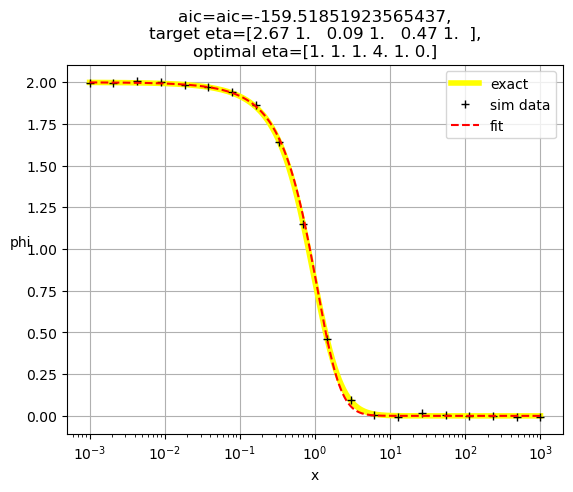 aic=aic=-159.51851923565437,
target eta=[2.67 1.   0.09 1.   0.47 1.  ],
optimal eta=[1. 1. 1. 4. 1. 0.]
2.00
1.75
1.50
1.25
1.00
0.75
0.50
0.25
0.00
phi
exact
sim data
fit
10⁻³ 10⁻² 10⁻¹ 10⁰ 10¹ 10² 10³
x